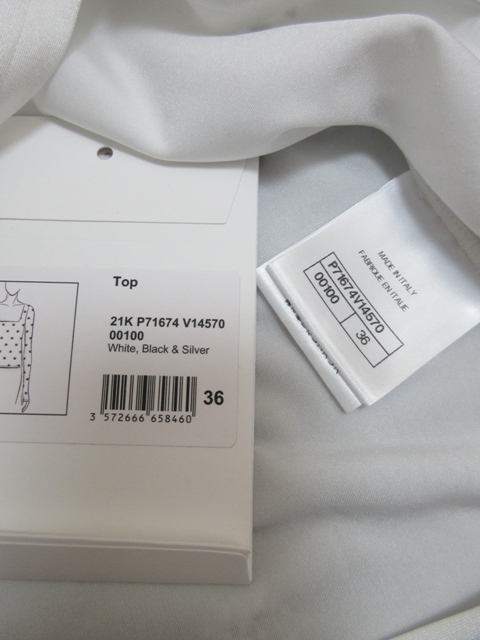 Top
21K P71674 V14570
00100
White, Black & Silver
36
3 572666 658460
MADE IN ITALY
FABRIQUE EN ITALIE
P71674V14570
00100
36